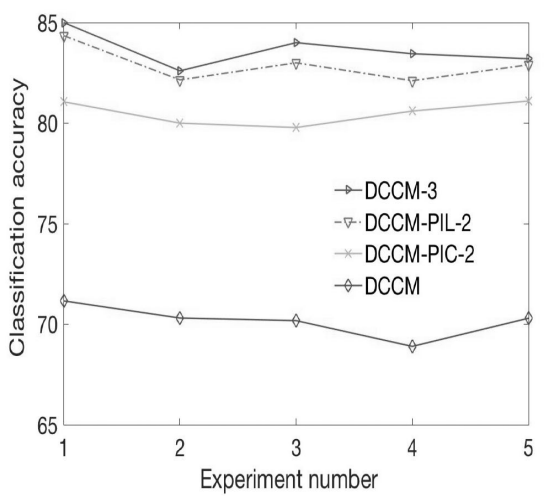 85
80
75
70
65
Classification accuracy
DCCM-3
DCCM-PIL-2
DCCM-PIC-2
DCCM
1 2 3 4 5
Experiment number